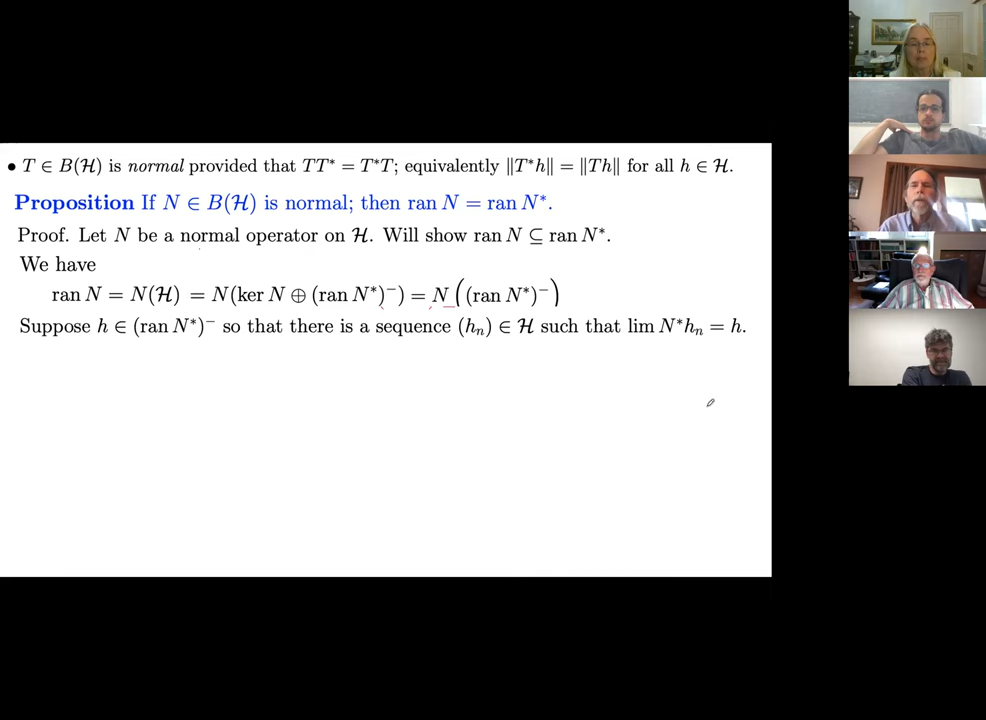 • T ∈ B(ℋ) is normal provided that TT* = T*T; equivalently ‖T*h‖ = ‖Th‖ for all h ∈ ℋ.
Proposition If N ∈ B(ℋ) is normal; then ran N = ran N*.
Proof. Let N be a normal operator on ℋ. Will show ran N ⊆ ran N*.
We have
ran N = N(ℋ) = N(ker N ⊕ (ran N*)⁻) = N((ran N*)⁻)
Suppose h ∈ (ran N*)⁻ so that there is a sequence (hₙ) ∈ ℋ such that lim N*hₙ = h.